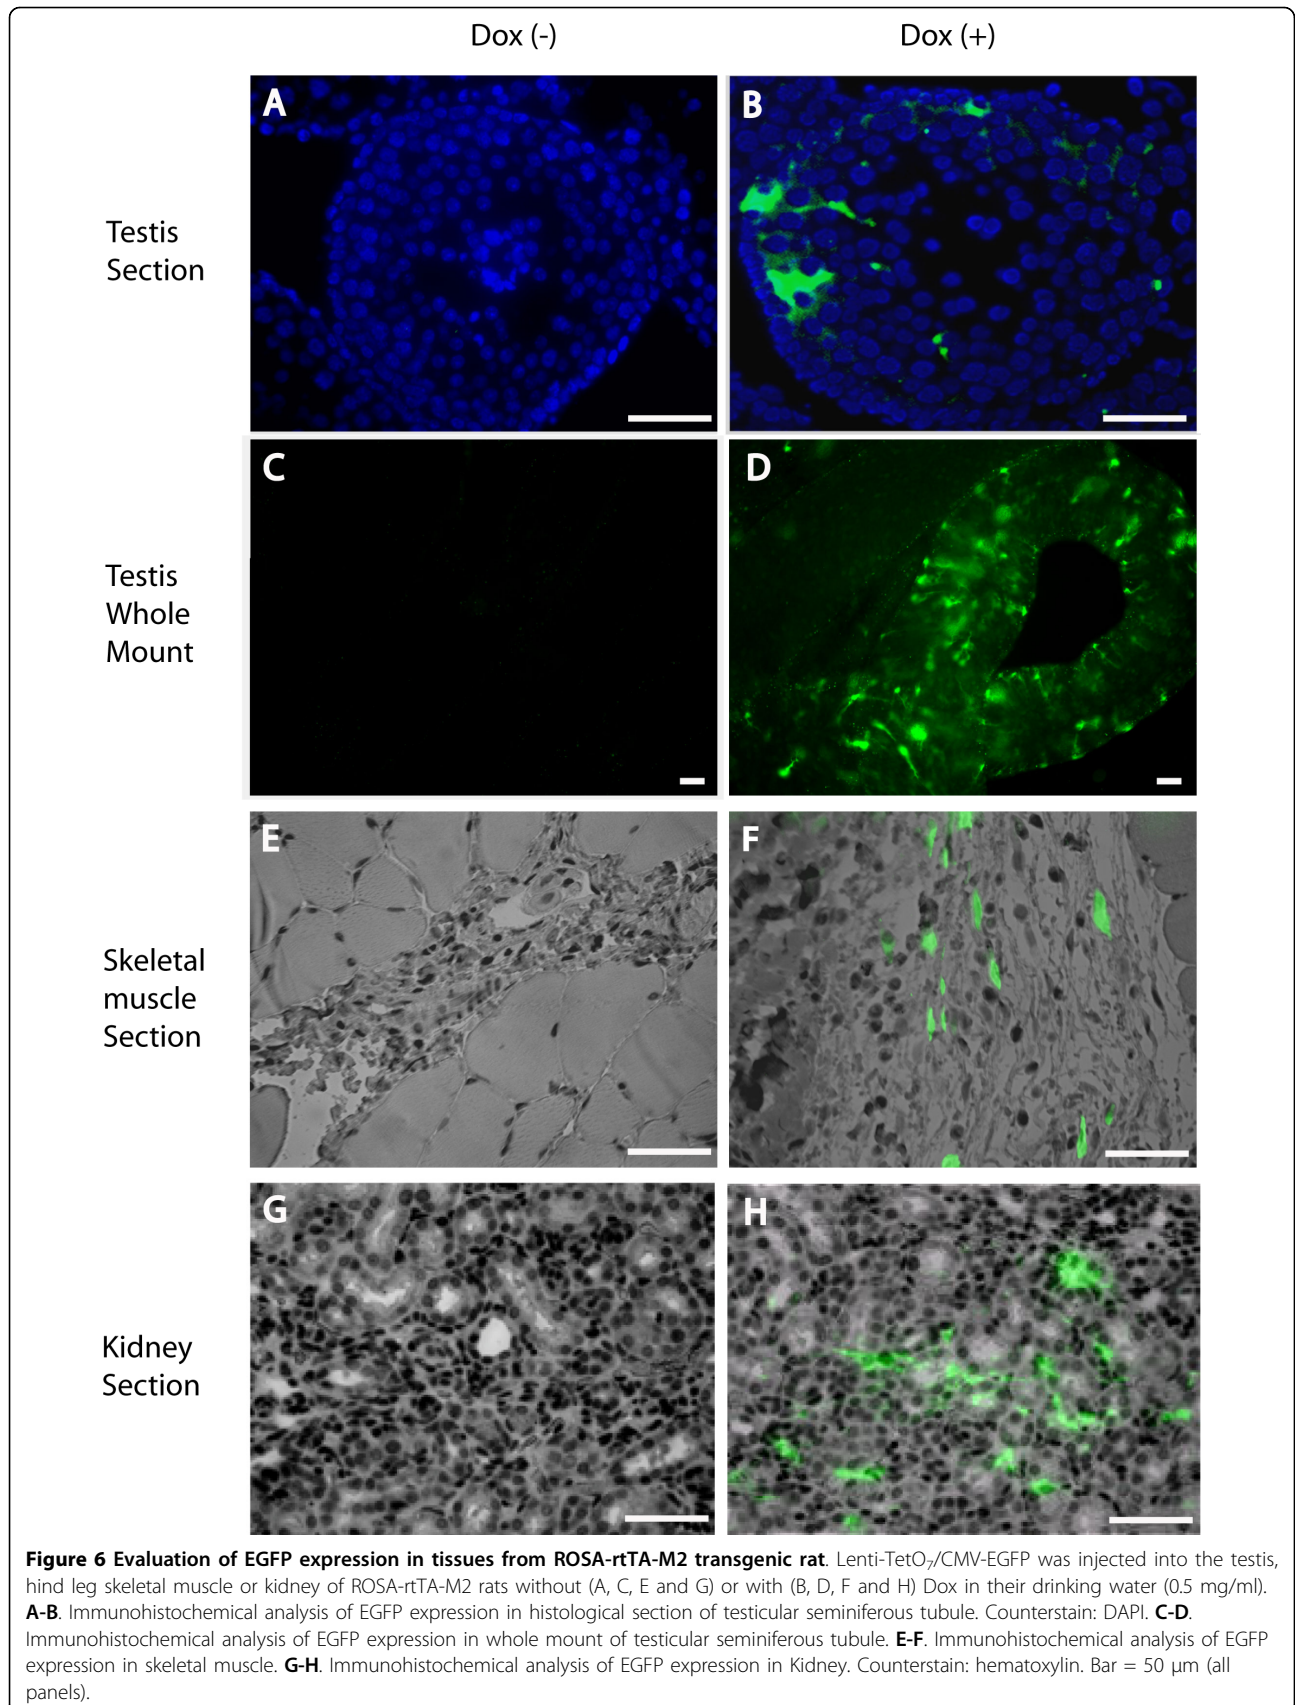 Dox (-)
Dox (+)
A
B
Testis
Section
C
D
Testis
Whole
Mount
E
F
Skeletal
muscle
Section
G
H
Kidney
Section
Figure 6 Evaluation of EGFP expression in tissues from ROSA-rtTA-M2 transgenic rat. Lenti-TetO₇/CMV-EGFP was injected into the testis,
hind leg skeletal muscle or kidney of ROSA-rtTA-M2 rats without (A, C, E and G) or with (B, D, F and H) Dox in their drinking water (0.5 mg/ml).
A-B. Immunohistochemical analysis of EGFP expression in histological section of testicular seminiferous tubule. Counterstain: DAPI. C-D.
Immunohistochemical analysis of EGFP expression in whole mount of testicular seminiferous tubule. E-F. Immunohistochemical analysis of EGFP
expression in skeletal muscle. G-H. Immunohistochemical analysis of EGFP expression in Kidney. Counterstain: hematoxylin. Bar = 50 μm (all
panels).